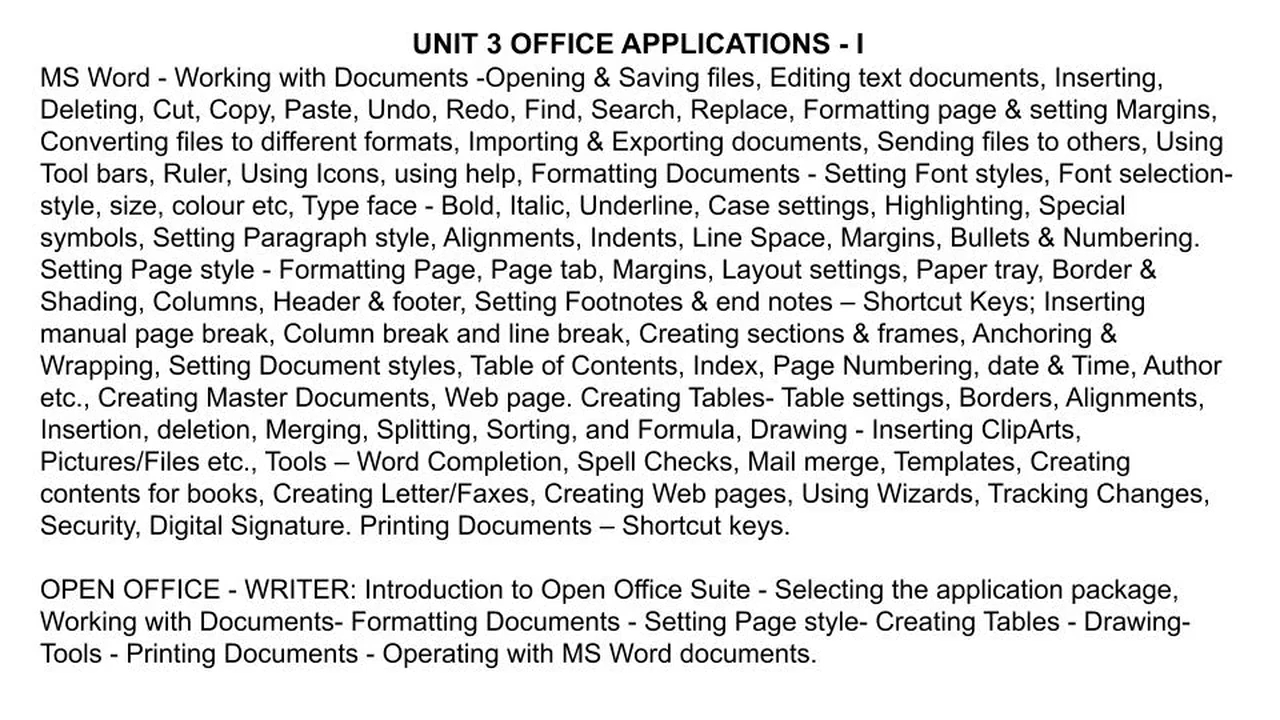 UNIT 3 OFFICE APPLICATIONS - I
MS Word - Working with Documents -Opening & Saving files, Editing text documents, Inserting,
Deleting, Cut, Copy, Paste, Undo, Redo, Find, Search, Replace, Formatting page & setting Margins,
Converting files to different formats, Importing & Exporting documents, Sending files to others, Using
Tool bars, Ruler, Using Icons, using help, Formatting Documents - Setting Font styles, Font selection-
style, size, colour etc, Type face - Bold, Italic, Underline, Case settings, Highlighting, Special
symbols, Setting Paragraph style, Alignments, Indents, Line Space, Margins, Bullets & Numbering.
Setting Page style - Formatting Page, Page tab, Margins, Layout settings, Paper tray, Border &
Shading, Columns, Header & footer, Setting Footnotes & end notes – Shortcut Keys; Inserting
manual page break, Column break and line break, Creating sections & frames, Anchoring &
Wrapping, Setting Document styles, Table of Contents, Index, Page Numbering, date & Time, Author
etc., Creating Master Documents, Web page. Creating Tables- Table settings, Borders, Alignments,
Insertion, deletion, Merging, Splitting, Sorting, and Formula, Drawing - Inserting ClipArts,
Pictures/Files etc., Tools – Word Completion, Spell Checks, Mail merge, Templates, Creating
contents for books, Creating Letter/Faxes, Creating Web pages, Using Wizards, Tracking Changes,
Security, Digital Signature. Printing Documents – Shortcut keys.
OPEN OFFICE - WRITER: Introduction to Open Office Suite - Selecting the application package,
Working with Documents- Formatting Documents - Setting Page style- Creating Tables - Drawing-
Tools - Printing Documents - Operating with MS Word documents.